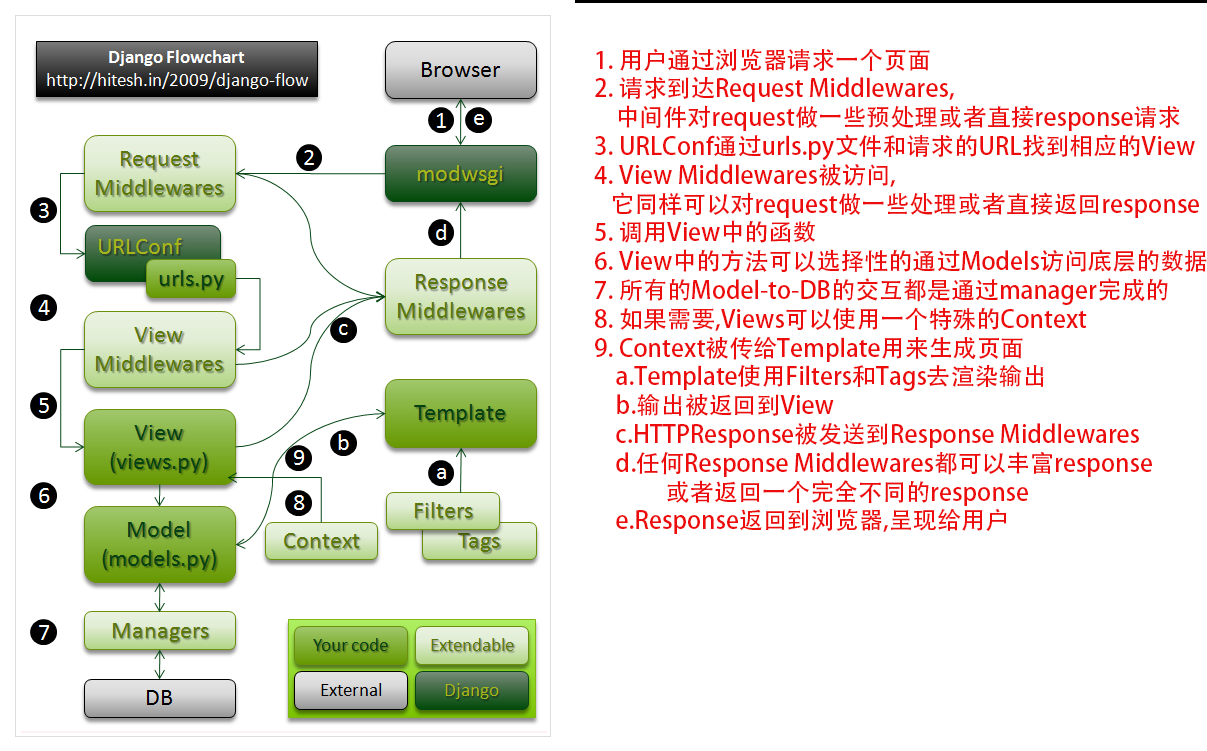 Django Flowchart
http://hitesh.in/2009/django-flow
Browser
1
e
Request
Middlewares
2
modwsgi
3
d
URLConf
urls.py
Response
Middlewares
4
View
Middlewares
c
5
View
(views.py)
Template
b
9
a
6
8
Filters
Tags
Model
(models.py)
Context
7
Managers
DB
Your code
Extendable
External
Django
1. 用户通过浏览器请求一个页面
2. 请求到达Request Middlewares,
中间件对request做一些预处理或者直接response请求
3. URLConf通过urls.py文件和请求的URL找到相应的View
4. View Middlewares被访问,
它同样可以对request做一些处理或者直接返回response
5. 调用View中的函数
6. View中的方法可以选择性的通过Models访问底层的数据
7. 所有的Model-to-DB的交互都是通过manager完成的
8. 如果需要,Views可以使用一个特殊的Context
9. Context被传给Template用来生成页面
a.Template使用Filters和Tags去渲染输出
b.输出被返回到View
c.HTTPResponse被发送到Response Middlewares
d.任何Response Middlewares都可以丰富response
或者返回一个完全不同的response
e.Response返回到浏览器,呈现给用户